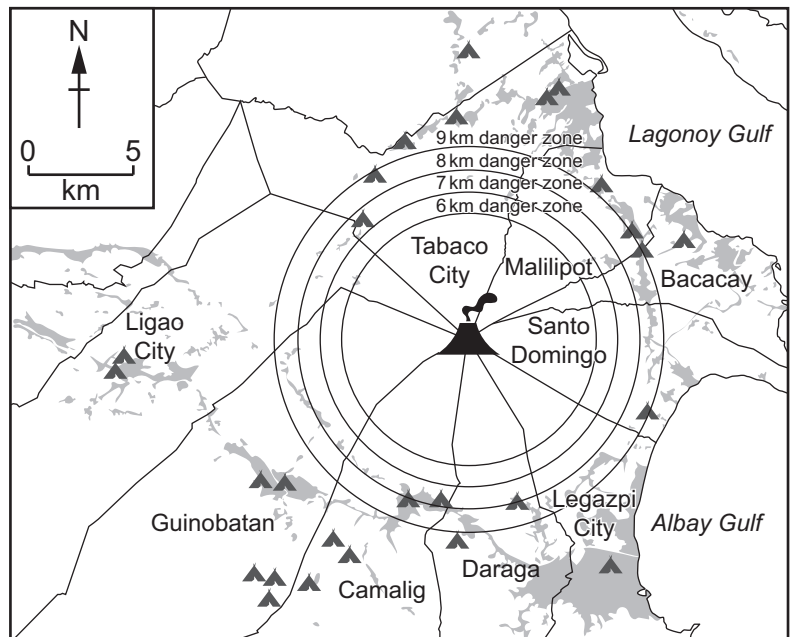 N
0 5
km
9 km danger zone
8 km danger zone
7 km danger zone
6 km danger zone
Lagonoy Gulf
Tabaco
City
Malilipot
Bacacay
Ligao
City
Santo
Domingo
Guinobatan
Legazpi
City
Albay Gulf
Camalig
Daraga